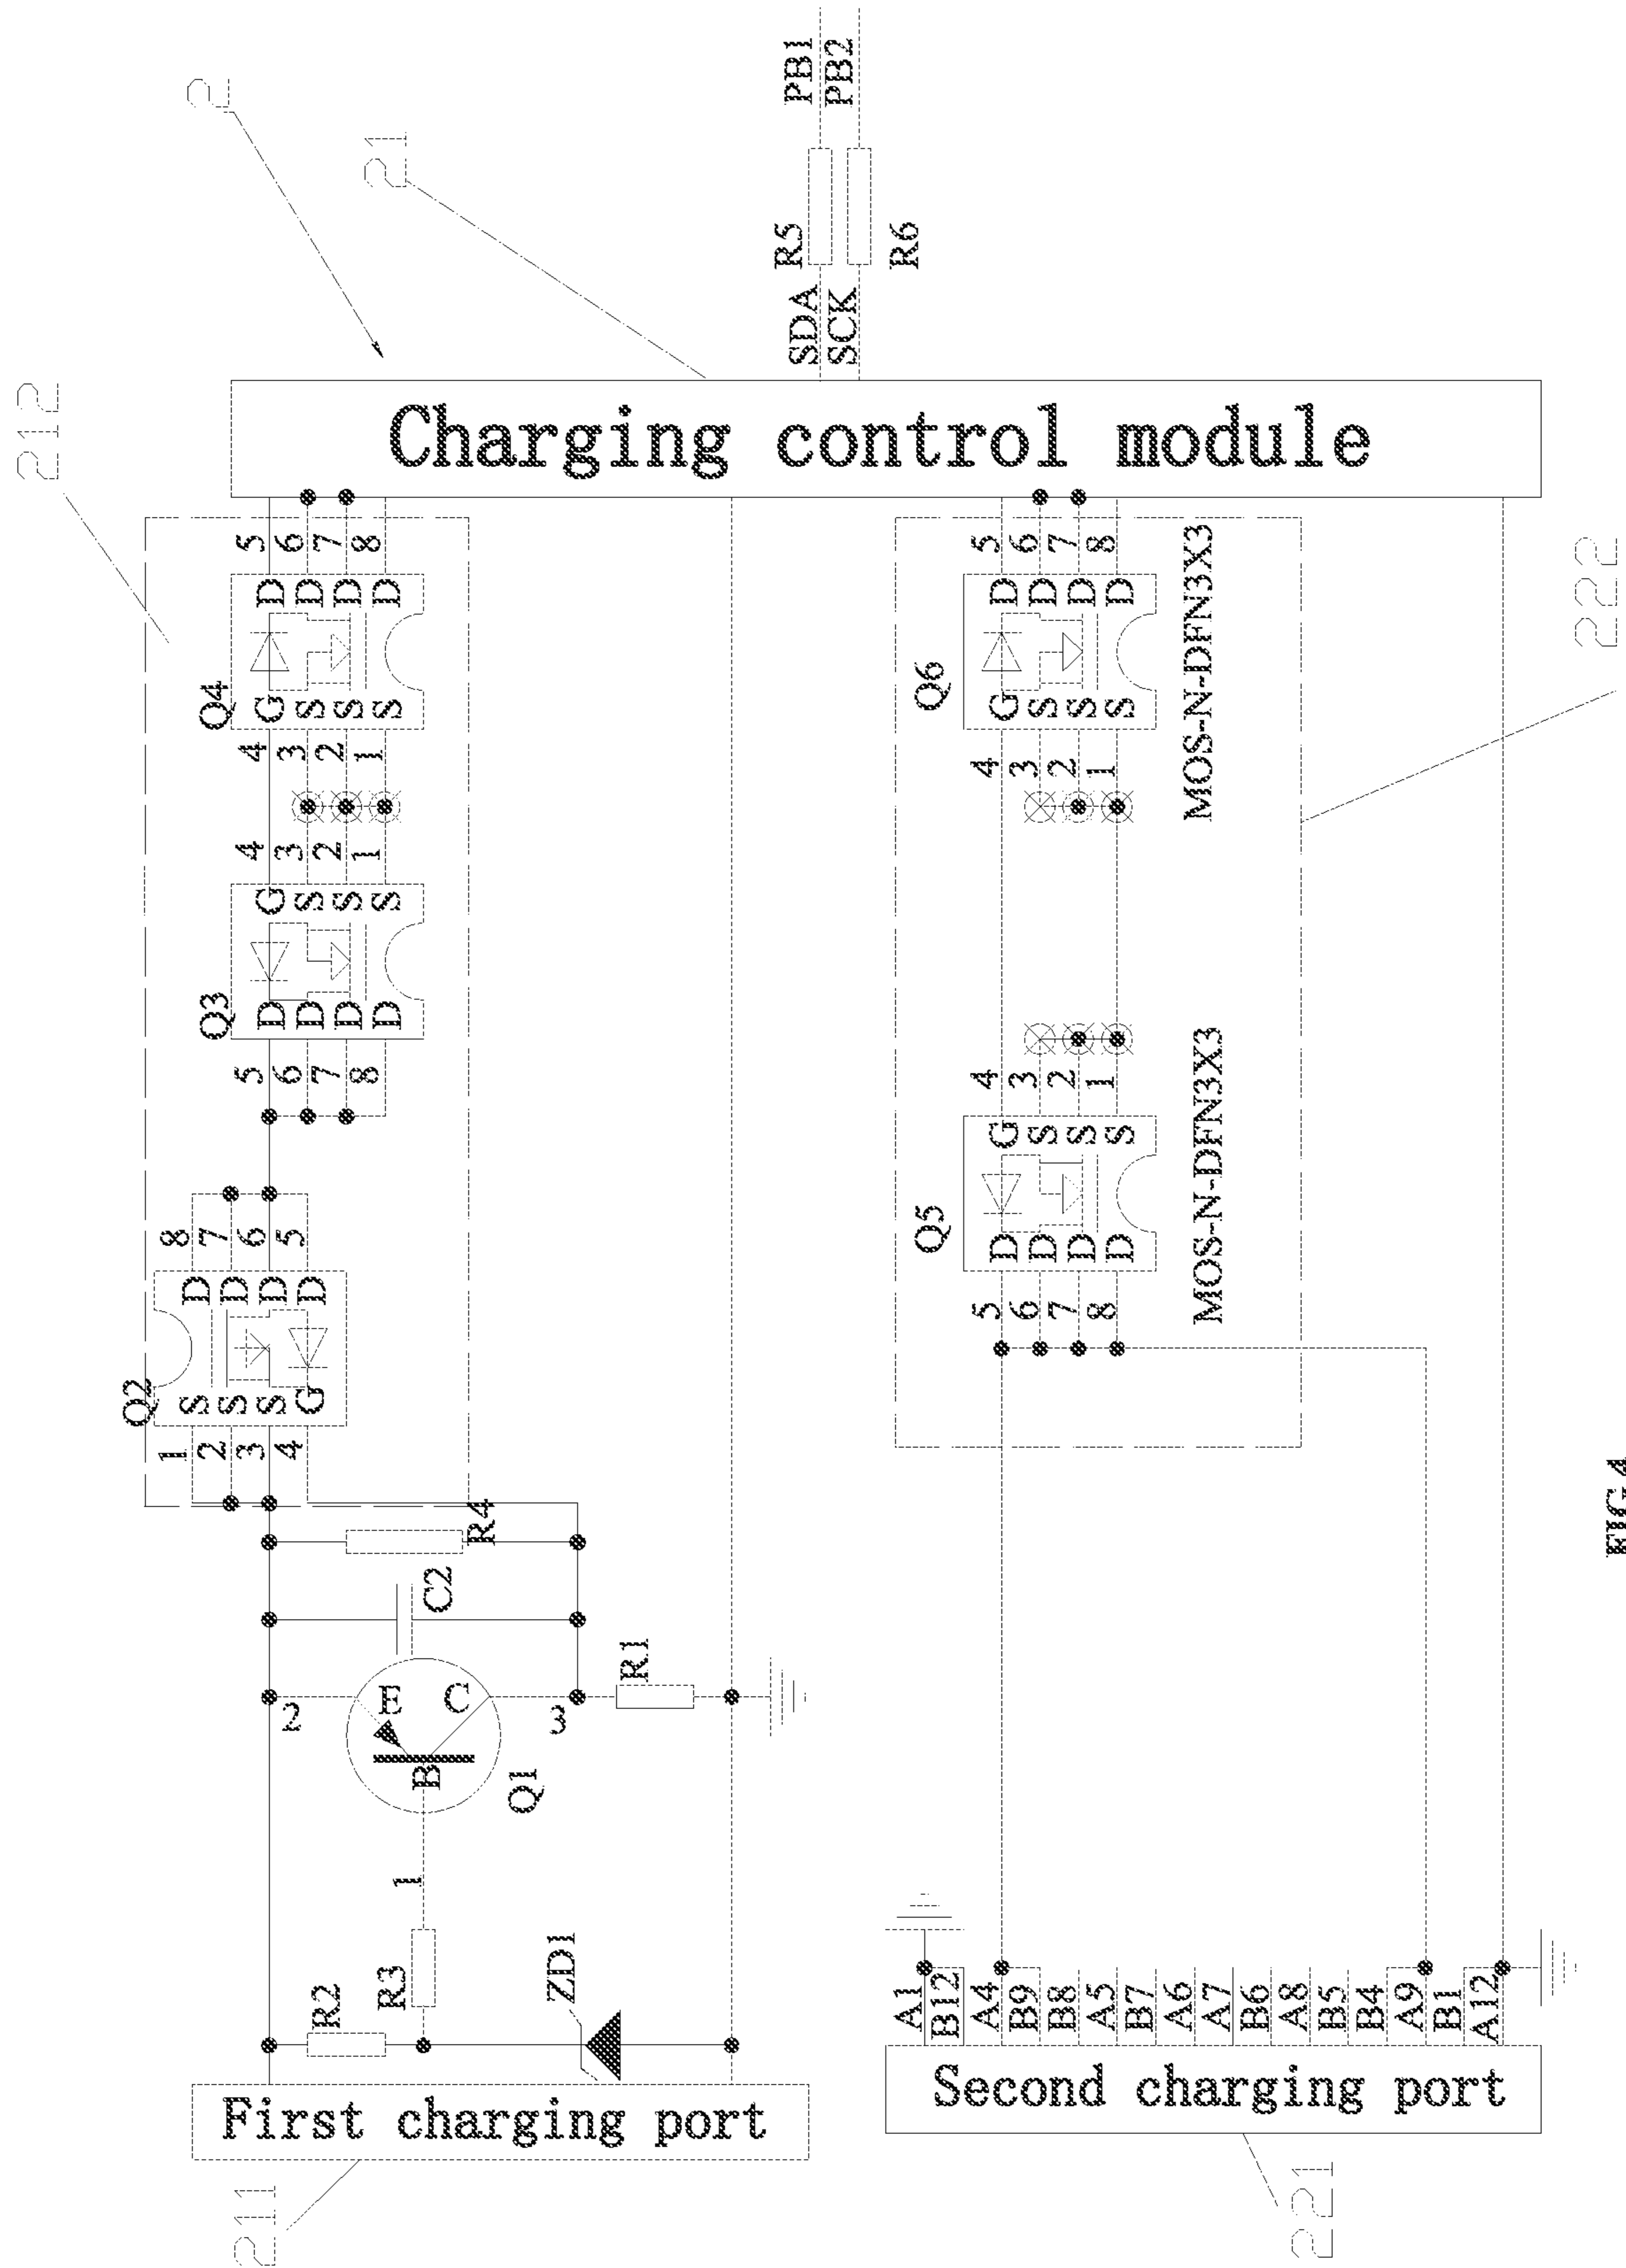 2
21
212
PB1
PB2
R5
R6
SDA
SCK
Charging control module
5
6
7
8
D
D
D
D
Q4
G
S
S
S
4
3
2
1
4
3
2
1
G
S
S
S
Q3
D
D
D
D
5
6
7
8
8
7
6
5
D
D
D
D
Q2
S
S
S
G
1
2
3
4
R4
C2
R1
2
E
C
3
B
Q1
1
R3
R2
ZD1
First charging port
211
5
6
7
8
D
D
D
D
Q6
G
S
S
S
4
3
2
1
MOS-N-DFN3X3
222
4
3
2
1
G
S
S
S
Q5
D
D
D
D
5
6
7
8
MOS-N-DFN3X3
A1
B12
A4
B9
B8
A5
B7
A6
A7
B6
A8
B5
B4
A9
B1
A12
Second charging port
221
FIG.4